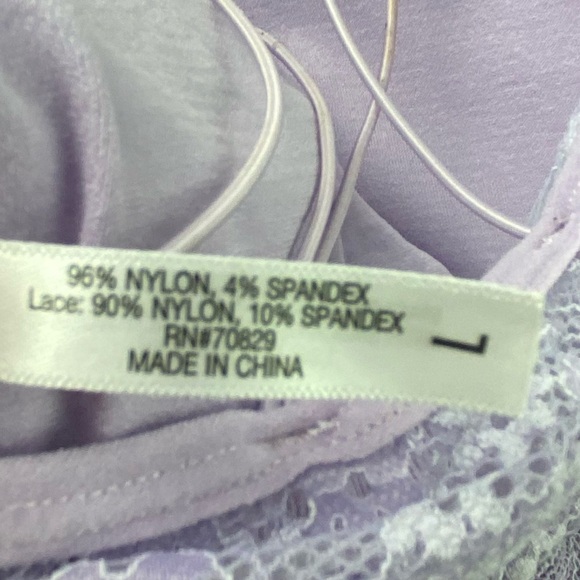 96% NYLON, 4% SPANDEX
Lace: 90% NYLON, 10% SPANDEX
RN#70829
MADE IN CHINA
L